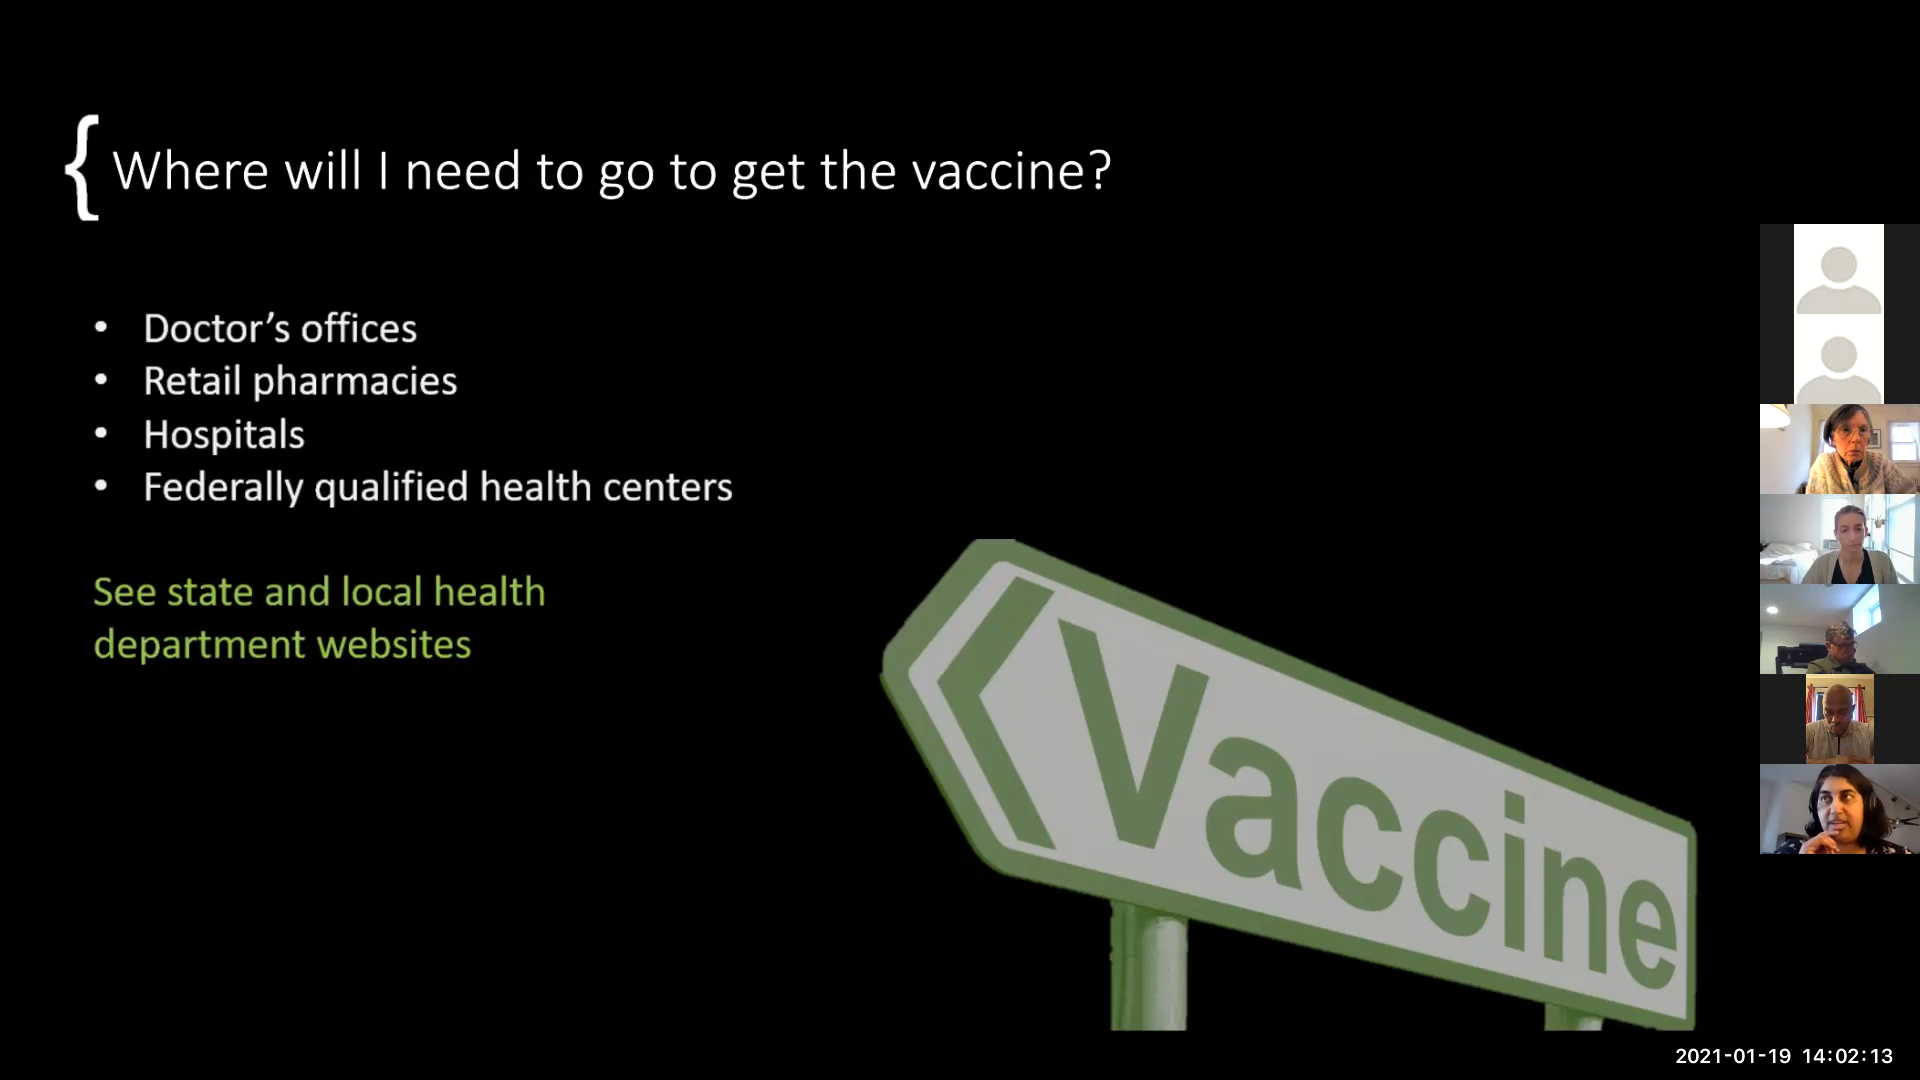 { Where will I need to go to get the vaccine?
• Doctor’s offices
• Retail pharmacies
• Hospitals
• Federally qualified health centers
See state and local health
department websites
Vaccine
2021-01-19 14:02:13